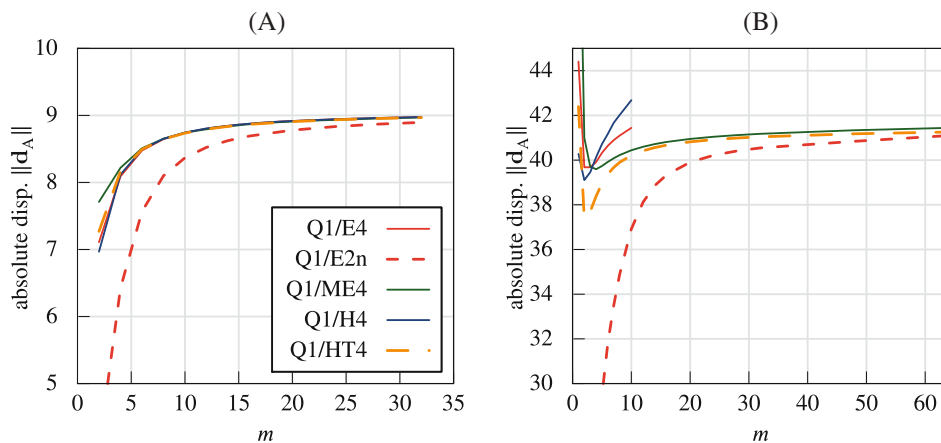 (A)
absolute disp. ||d_A||
10
9
8
7
6
5
0
5
10
15
20
25
30
35
m
Q1/E4
Q1/E2n
Q1/ME4
Q1/H4
Q1/HT4
(B)
absolute disp. ||d_A||
44
42
40
38
36
34
32
30
0
10
20
30
40
50
60
m